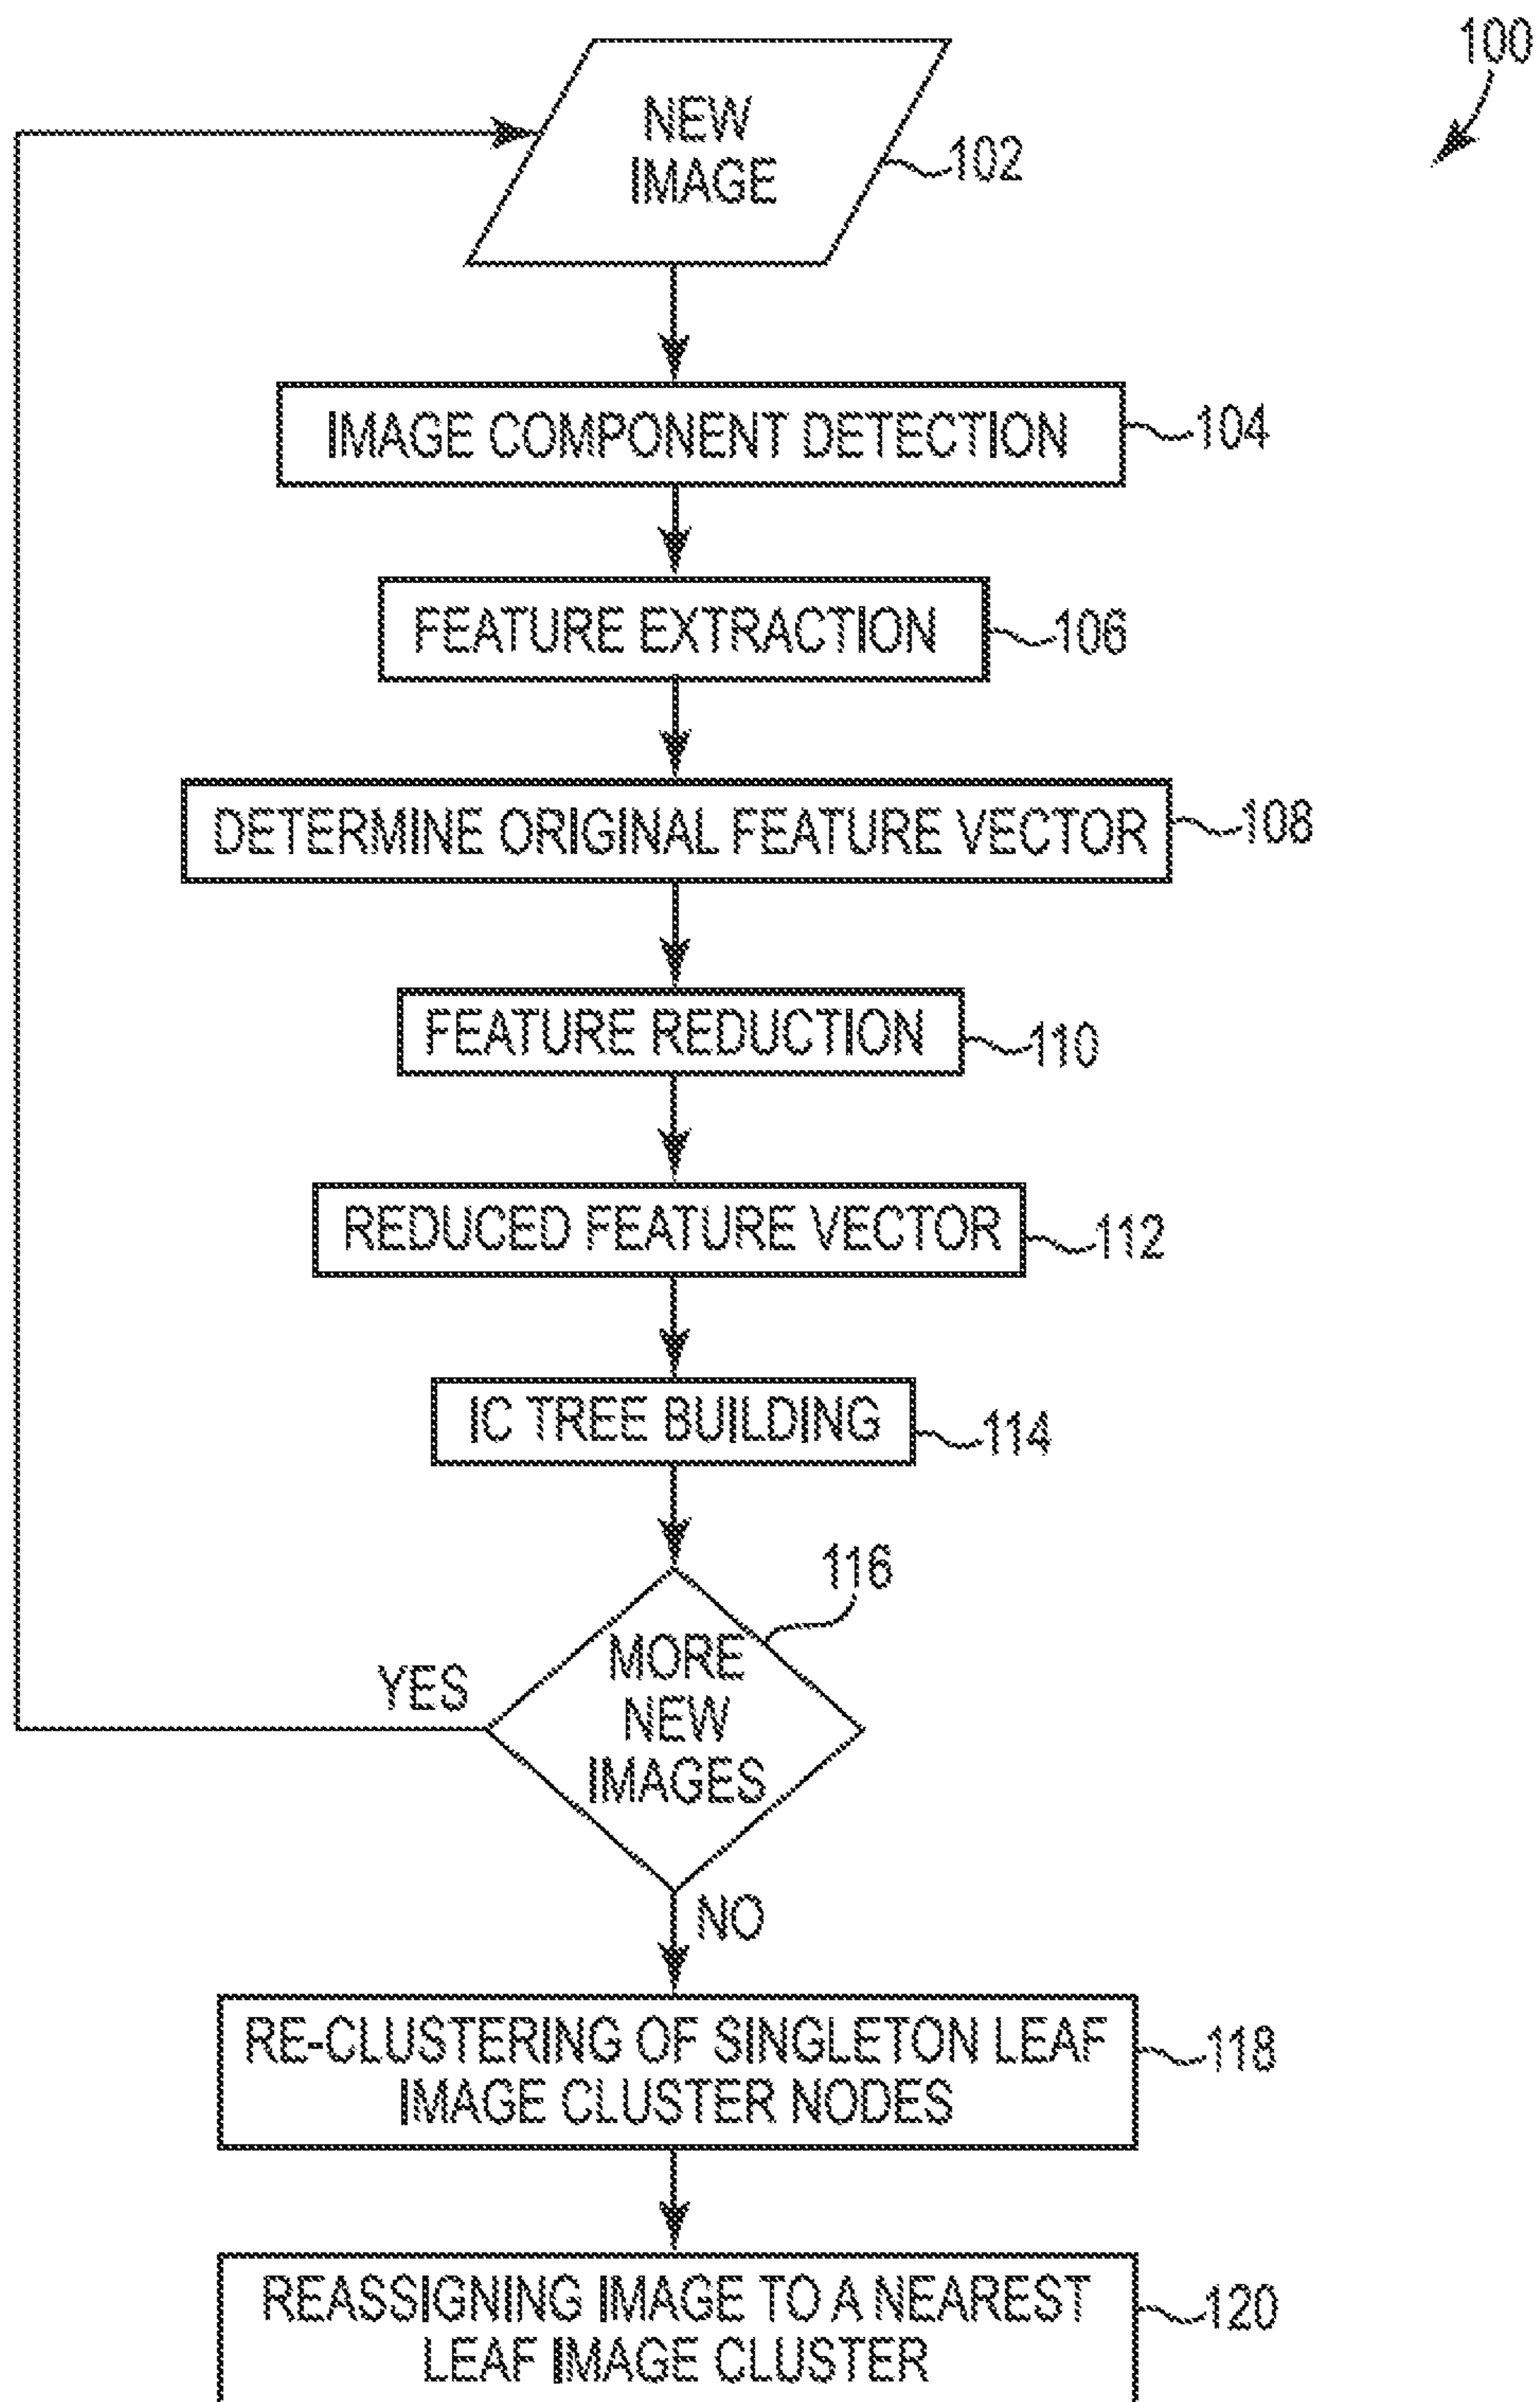 100
NEW
IMAGE
102
IMAGE COMPONENT DETECTION
104
FEATURE EXTRACTION
106
DETERMINE ORIGINAL FEATURE VECTOR
108
FEATURE REDUCTION
110
REDUCED FEATURE VECTOR
112
IC TREE BUILDING
114
116
MORE
NEW
IMAGES
YES
NO
RE-CLUSTERING OF SINGLETON LEAF
IMAGE CLUSTER NODES
118
REASSIGNING IMAGE TO A NEAREST
LEAF IMAGE CLUSTER
120